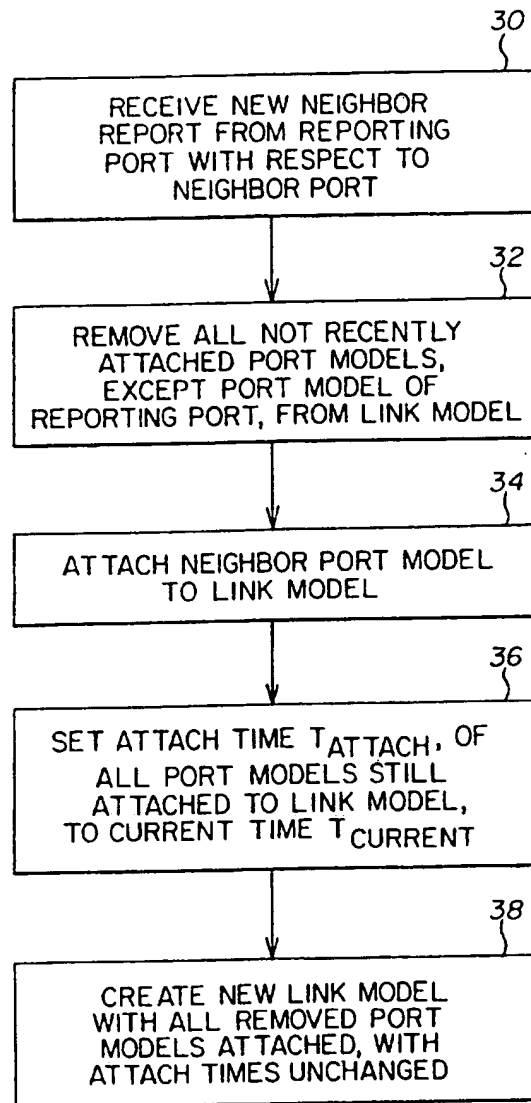 30
RECEIVE NEW NEIGHBOR
REPORT FROM REPORTING
PORT WITH RESPECT TO
NEIGHBOR PORT
32
REMOVE ALL NOT RECENTLY
ATTACHED PORT MODELS,
EXCEPT PORT MODEL OF
REPORTING PORT, FROM LINK MODEL
34
ATTACH NEIGHBOR PORT MODEL
TO LINK MODEL
36
SET ATTACH TIME TATTACH, OF
ALL PORT MODELS STILL
ATTACHED TO LINK MODEL,
TO CURRENT TIME TCURRENT
38
CREATE NEW LINK MODEL
WITH ALL REMOVED PORT
MODELS ATTACHED, WITH
ATTACH TIMES UNCHANGED